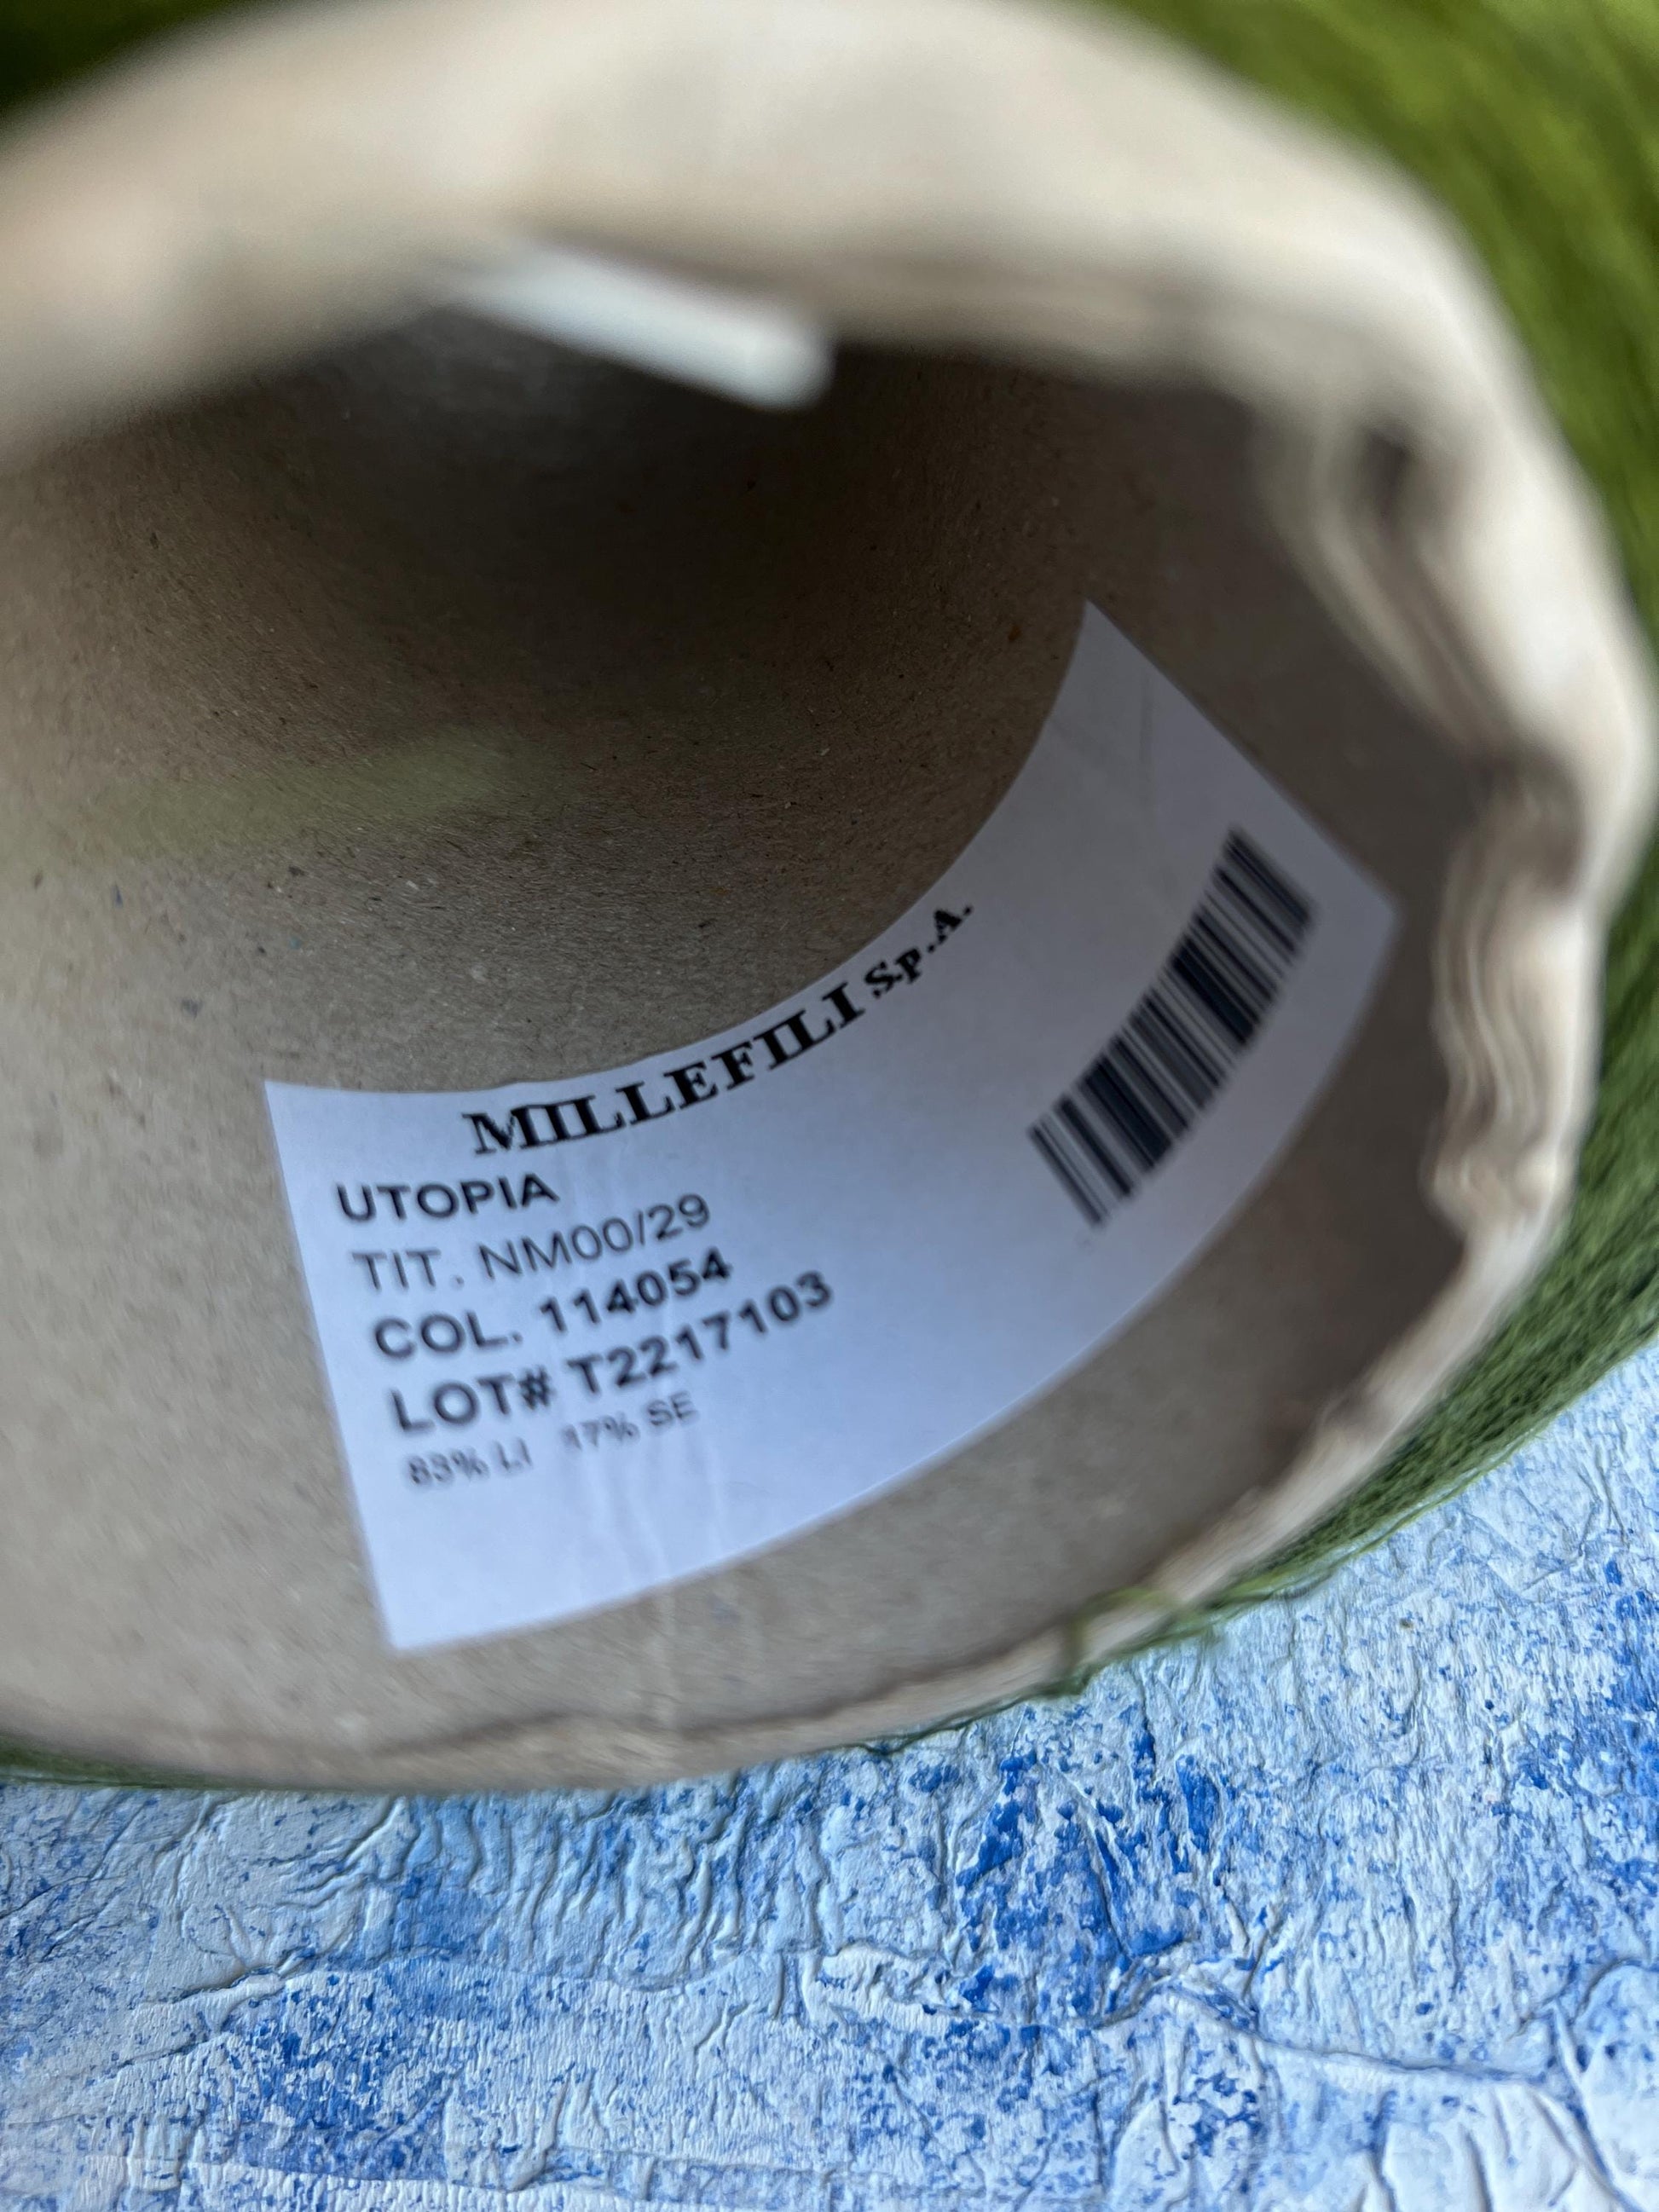 MILLEFILI S.p.A.
UTOPIA
TIT. NM00/29
COL. 114054
LOT# T2217103
83% LI 17% SE